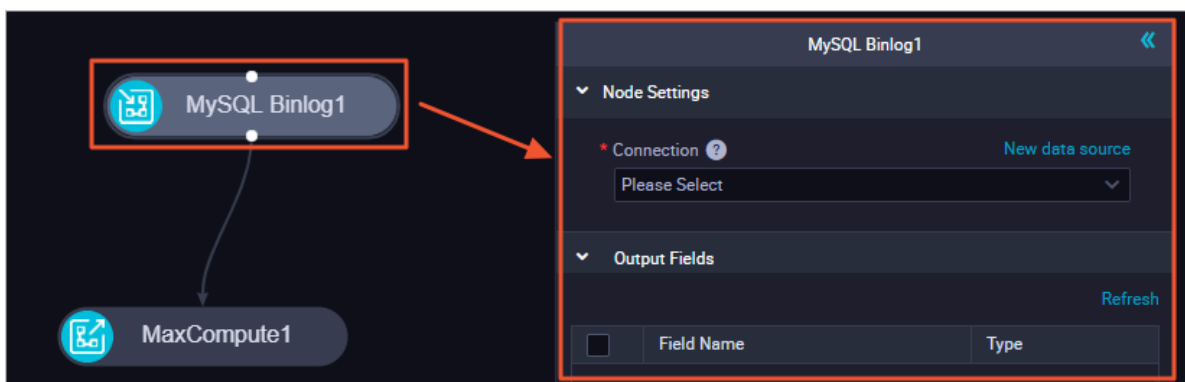 MySQL Binlog1
MaxCompute1
MySQL Binlog1
Node Settings
* Connection ? New data source
Please Select
Output Fields
Refresh
Field Name Type